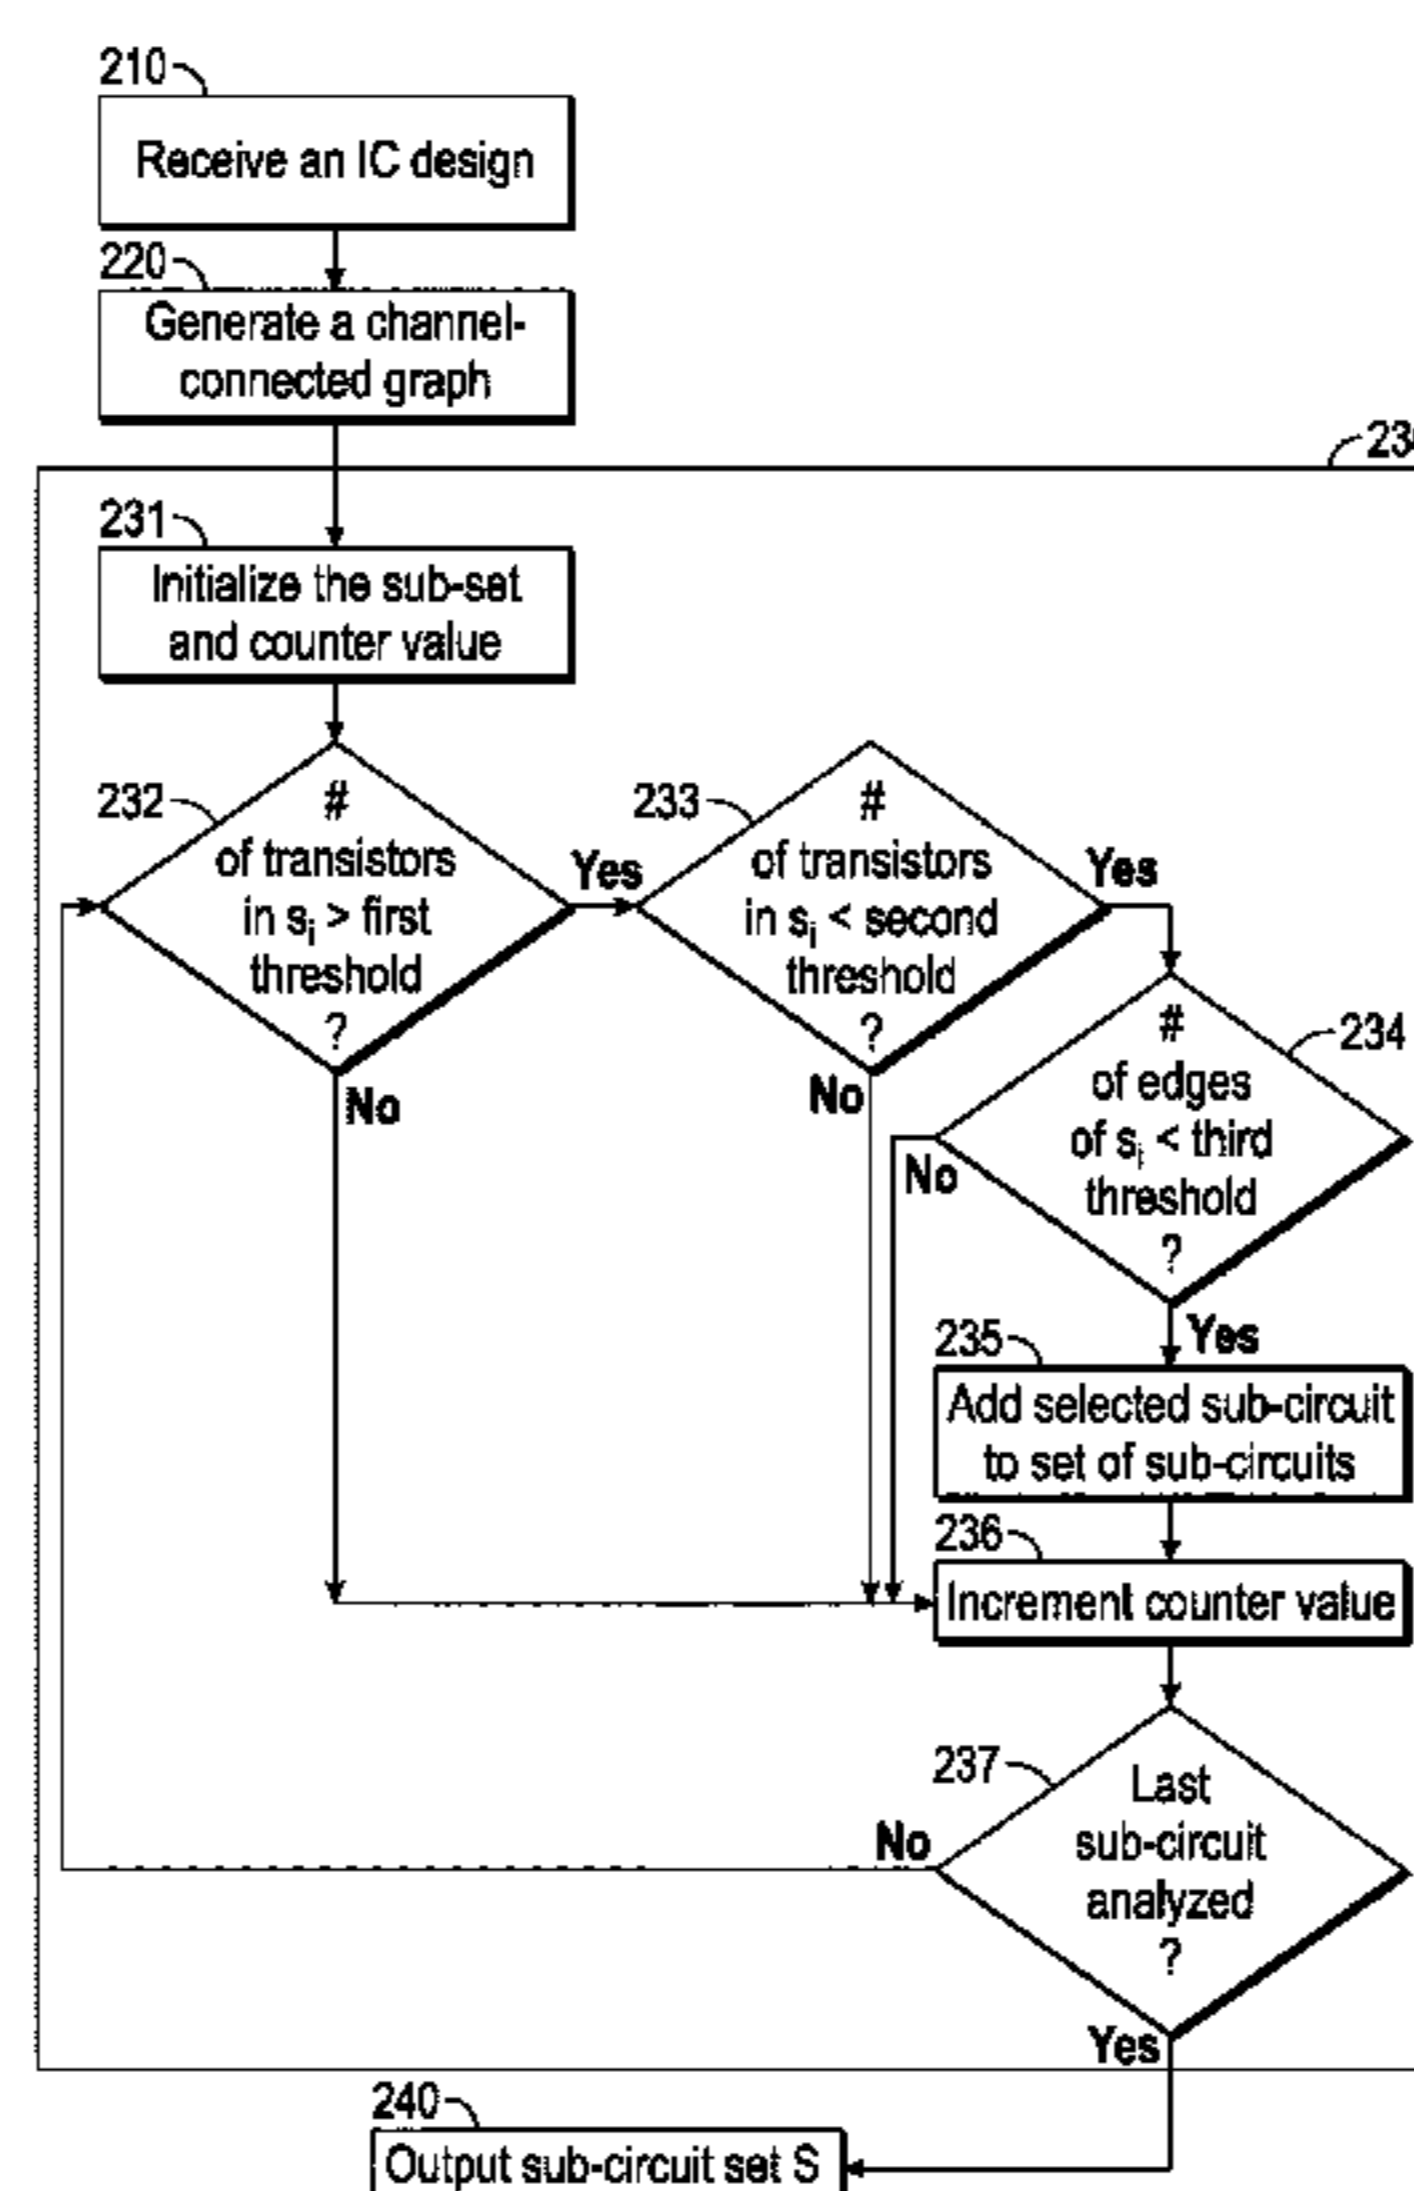 210
Receive an IC design
220
Generate a channel-
connected graph
231
Initialize the sub-set
and counter value
232
#
of transistors
in si > first
threshold
?
Yes
No
233
#
of transistors
in si < second
threshold
?
Yes
No
234
#
of edges
of si < third
threshold
?
No
Yes
235
Add selected sub-circuit
to set of sub-circuits
236
Increment counter value
237
Last
sub-circuit
analyzed
?
No
Yes
240
Output sub-circuit set S